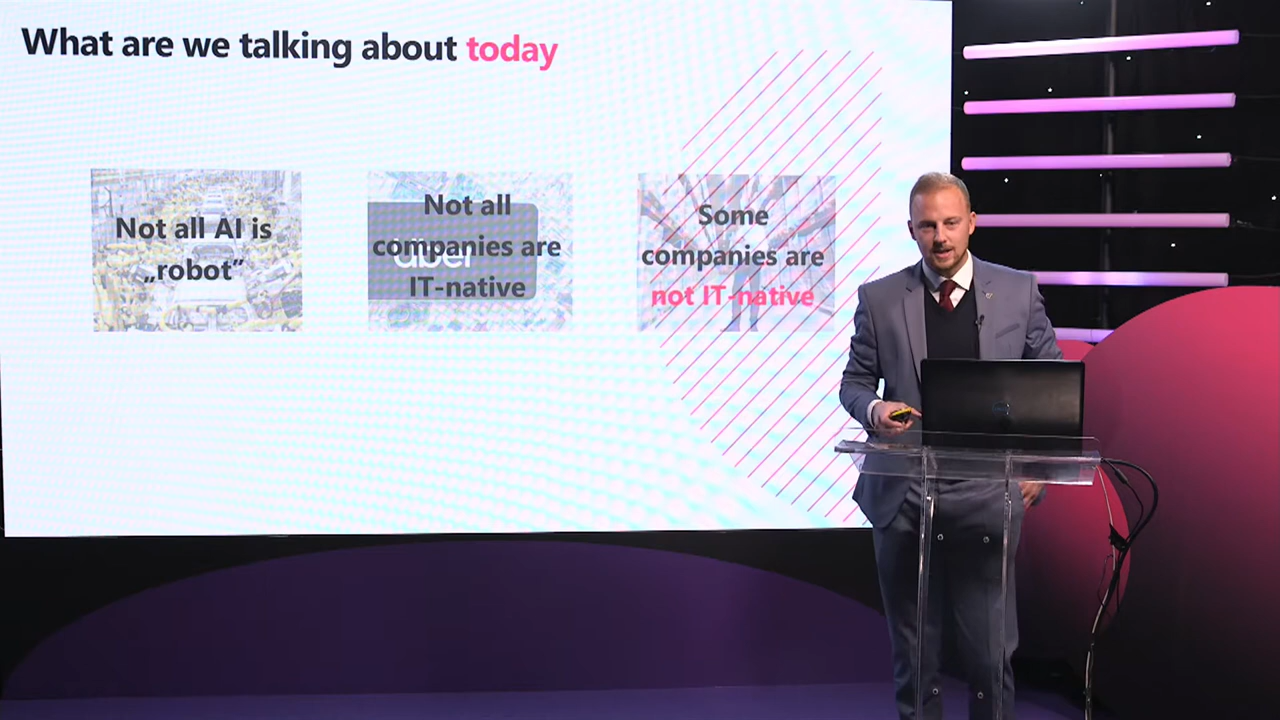 What are we talking about today
Not all AI is
„robot”
Not all
companies are
IT-native
Uber
Some
companies are
not IT-native